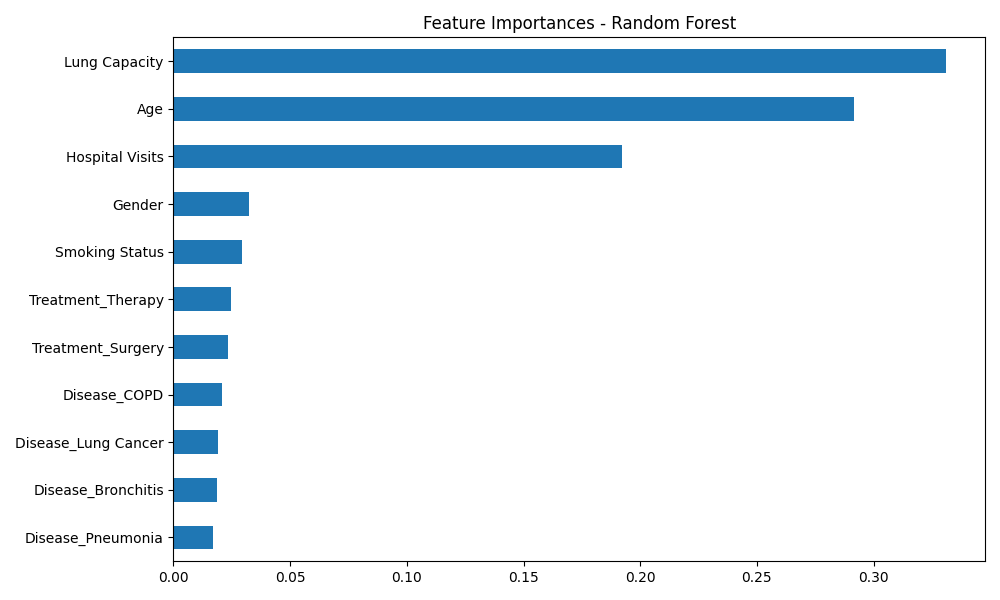 Feature Importances - Random Forest
Lung Capacity
Age
Hospital Visits
Gender
Smoking Status
Treatment_Therapy
Treatment_Surgery
Disease_COPD
Disease_Lung Cancer
Disease_Bronchitis
Disease_Pneumonia
0.00 0.05 0.10 0.15 0.20 0.25 0.30